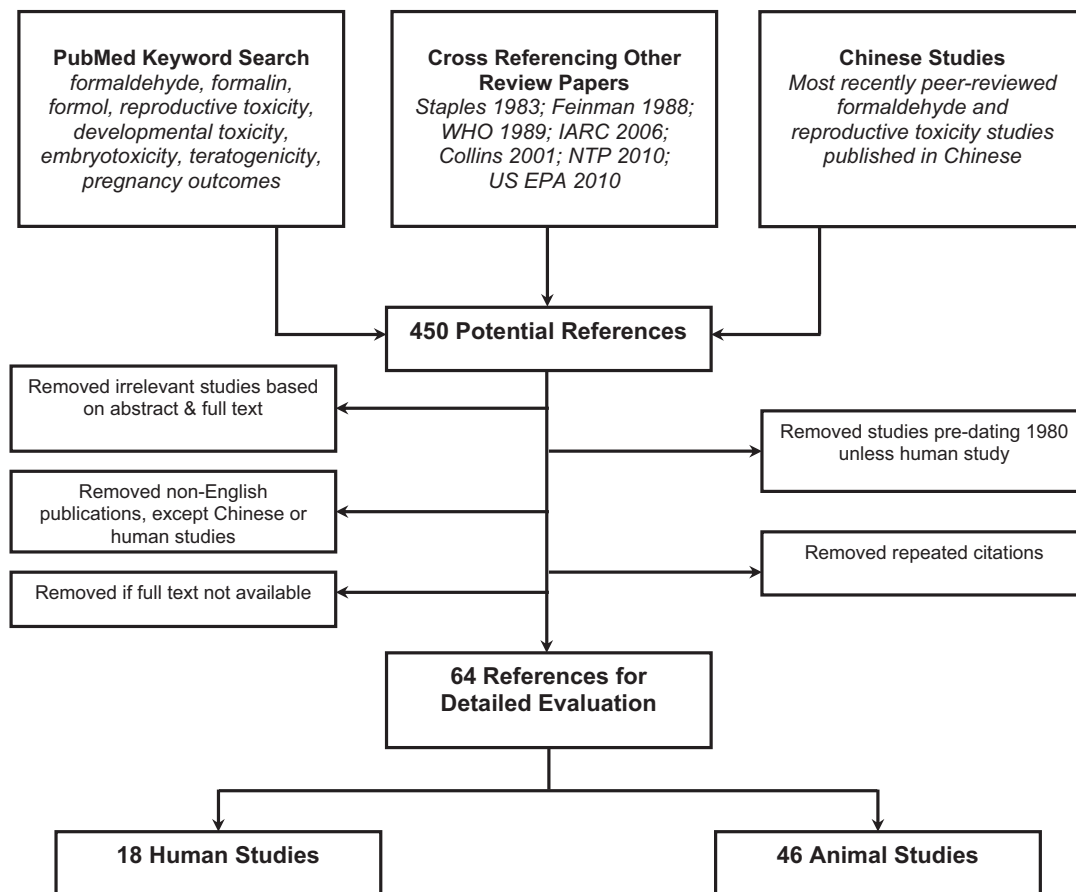 PubMed Keyword Search
formaldehyde, formalin,
formol, reproductive toxicity,
developmental toxicity,
embryotoxicity, teratogenicity,
pregnancy outcomes
Cross Referencing Other
Review Papers
Staples 1983; Feinman 1988;
WHO 1989; IARC 2006;
Collins 2001; NTP 2010;
US EPA 2010
Chinese Studies
Most recently peer-reviewed
formaldehyde and
reproductive toxicity studies
published in Chinese
450 Potential References
Removed irrelevant studies based
on abstract & full text
Removed studies pre-dating 1980
unless human study
Removed non-English
publications, except Chinese or
human studies
Removed repeated citations
Removed if full text not available
64 References for
Detailed Evaluation
18 Human Studies
46 Animal Studies